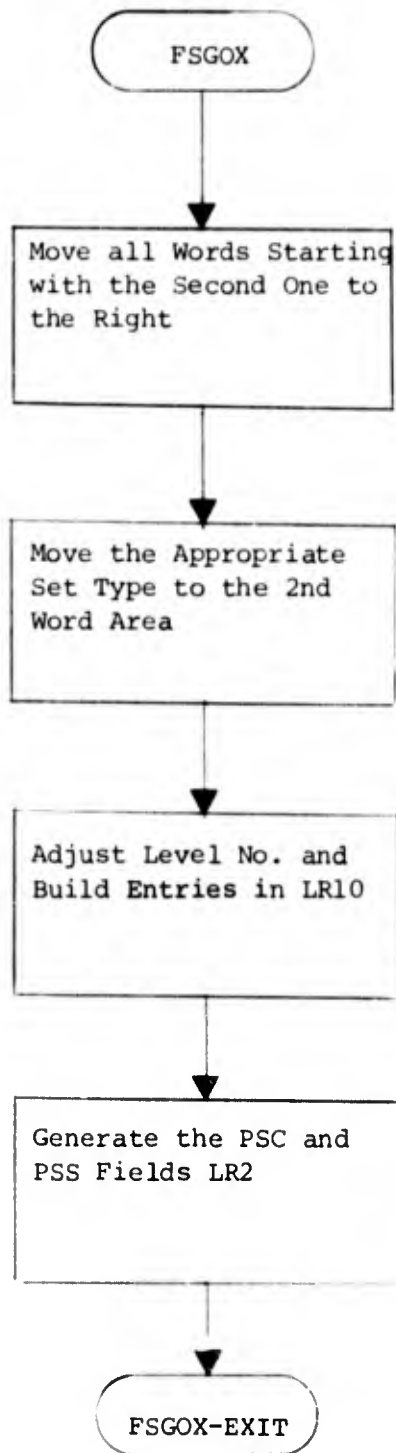 FSGOX
Move all Words Starting
with the Second One to
the Right
Move the Appropriate
Set Type to the 2nd
Word Area
Adjust Level No. and
Build Entries in LR10
Generate the PSC and
PSS Fields LR2
FSGOX-EXIT